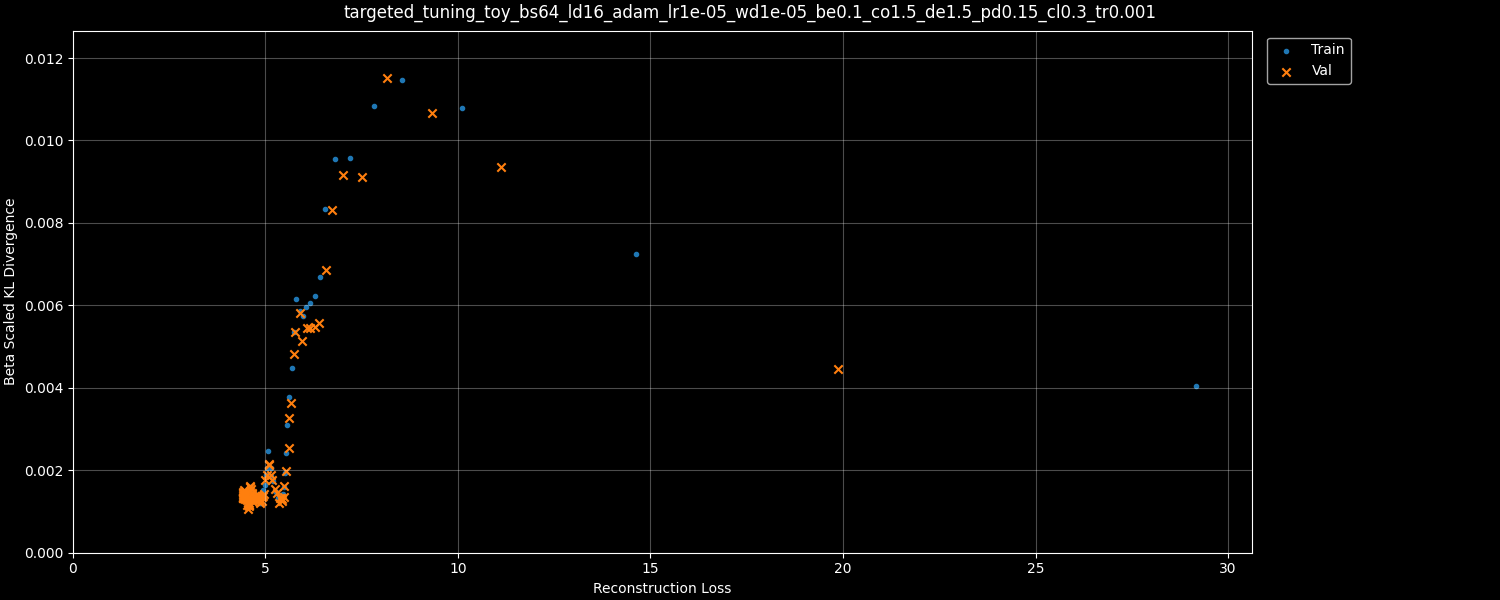 targeted_tuning_toy_bs64_ld16_adam_lr1e-05_wd1e-05_be0.1_co1.5_de1.5_pd0.15_cl0.3_tr0.001
Train
Val
0.012
0.010
0.008
0.006
0.004
0.002
0.000
Beta Scaled KL Divergence
0
5
10
15
20
25
30
Reconstruction Loss